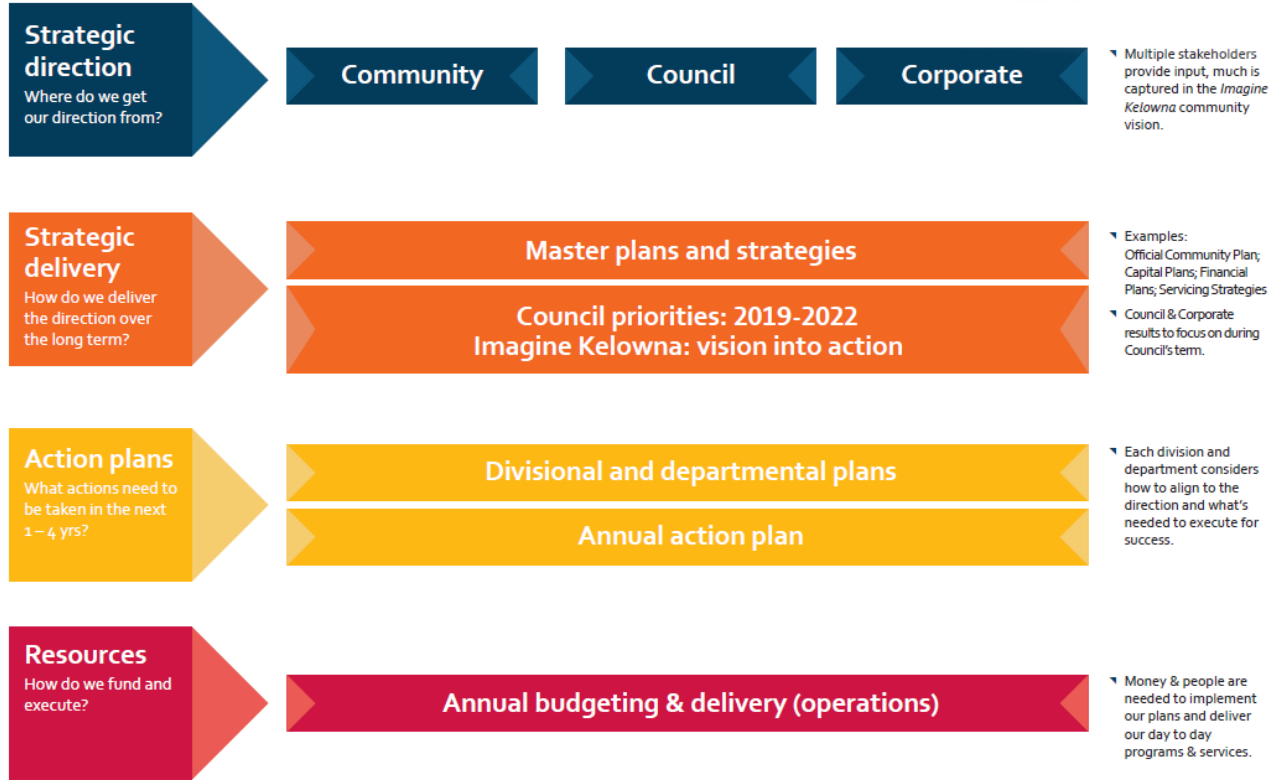 Strategic
direction
Where do we get
our direction from?
Community
Council
Corporate
Multiple stakeholders
provide input, much is
captured in the Imagine
Kelowna community
vision.
Strategic
delivery
How do we deliver
the direction over
the long term?
Master plans and strategies
Council priorities: 2019-2022
Imagine Kelowna: vision into action
Examples:
Official Community Plan;
Capital Plans; Financial
Plans; Servicing Strategies
Council & Corporate
results to focus on during
Council's term.
Action plans
What actions need to
be taken in the next
1 – 4 yrs?
Divisional and departmental plans
Annual action plan
Each division and
department considers
how to align to the
direction and what's
needed to execute for
success.
Resources
How do we fund and
execute?
Annual budgeting & delivery (operations)
Money & people are
needed to implement
our plans and deliver
our day to day
programs & services.